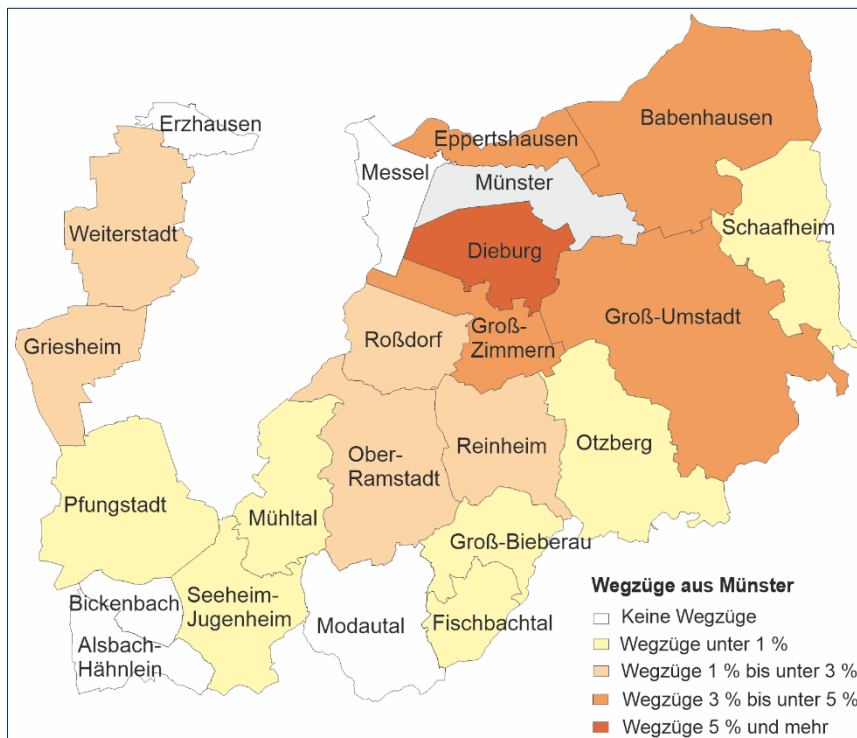 Erzhausen
Babenhausen
Eppertshausen
Messel
Münster
Schaafheim
Weiterstadt
Dieburg
Groß-Umstadt
Griesheim
Roßdorf
Groß-
Zimmern
Ober-
Ramstadt
Reinheim
Otzberg
Pfungstadt
Mühltal
Groß-Bieberau
Bickenbach
Seeheim-
Jugenheim
Alsbach-
Hähnlein
Modautal
Fischbachtal
Wegzüge aus Münster
Keine Wegzüge
Wegzüge unter 1 %
Wegzüge 1 % bis unter 3 %
Wegzüge 3 % bis unter 5 %
Wegzüge 5 % und mehr